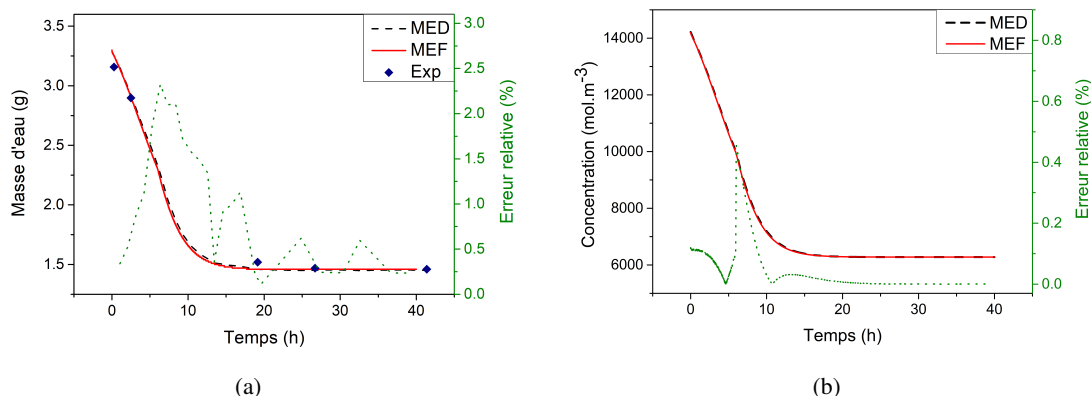 MED
MEF
Exp
3.5
3.0
2.5
2.0
1.5
Masse d'eau (g)
3.0
2.5
2.0
1.5
1.0
0.5
0.0
Erreur relative (%)
0 10 20 30 40
Temps (h)
(a)
MED
MEF
14000
12000
10000
8000
6000
Concentration (mol.m-3)
0.8
0.6
0.4
0.2
0.0
Erreur relative (%)
0 10 20 30 40
Temps (h)
(b)